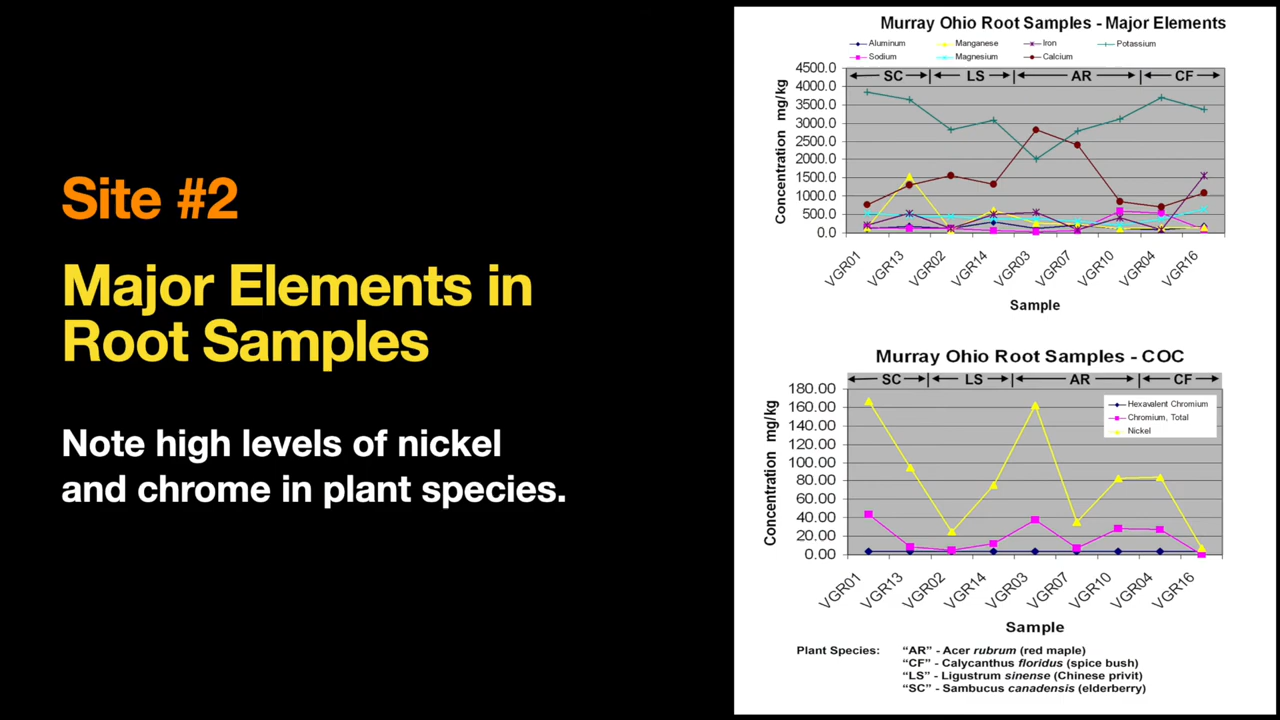 Site #2
Major Elements in
Root Samples
Note high levels of nickel
and chrome in plant species.
Murray Ohio Root Samples - Major Elements
Aluminum Manganese Iron Potassium
Sodium Magnesium Calcium
SC LS AR CF
4500.0
4000.0
3500.0
3000.0
2500.0
2000.0
1500.0
1000.0
500.0
0.0
Concentration mg/kg
VGR01 VGR13 VGR02 VGR14 VGR03 VGR07 VGR10 VGR04 VGR16
Sample
Murray Ohio Root Samples - COC
SC LS AR CF
180.00
160.00
140.00
120.00
100.00
80.00
60.00
40.00
20.00
0.00
Concentration mg/kg
Hexavalent Chromium
Chromium, Total
Nickel
VGR01 VGR13 VGR02 VGR14 VGR03 VGR07 VGR10 VGR04 VGR16
Sample
Plant Species: “AR” - Acer rubrum (red maple)
“CF” - Calycanthus floridus (spice bush)
“LS” - Ligustrum sinense (Chinese privit)
“SC” - Sambucus canadensis (elderberry)